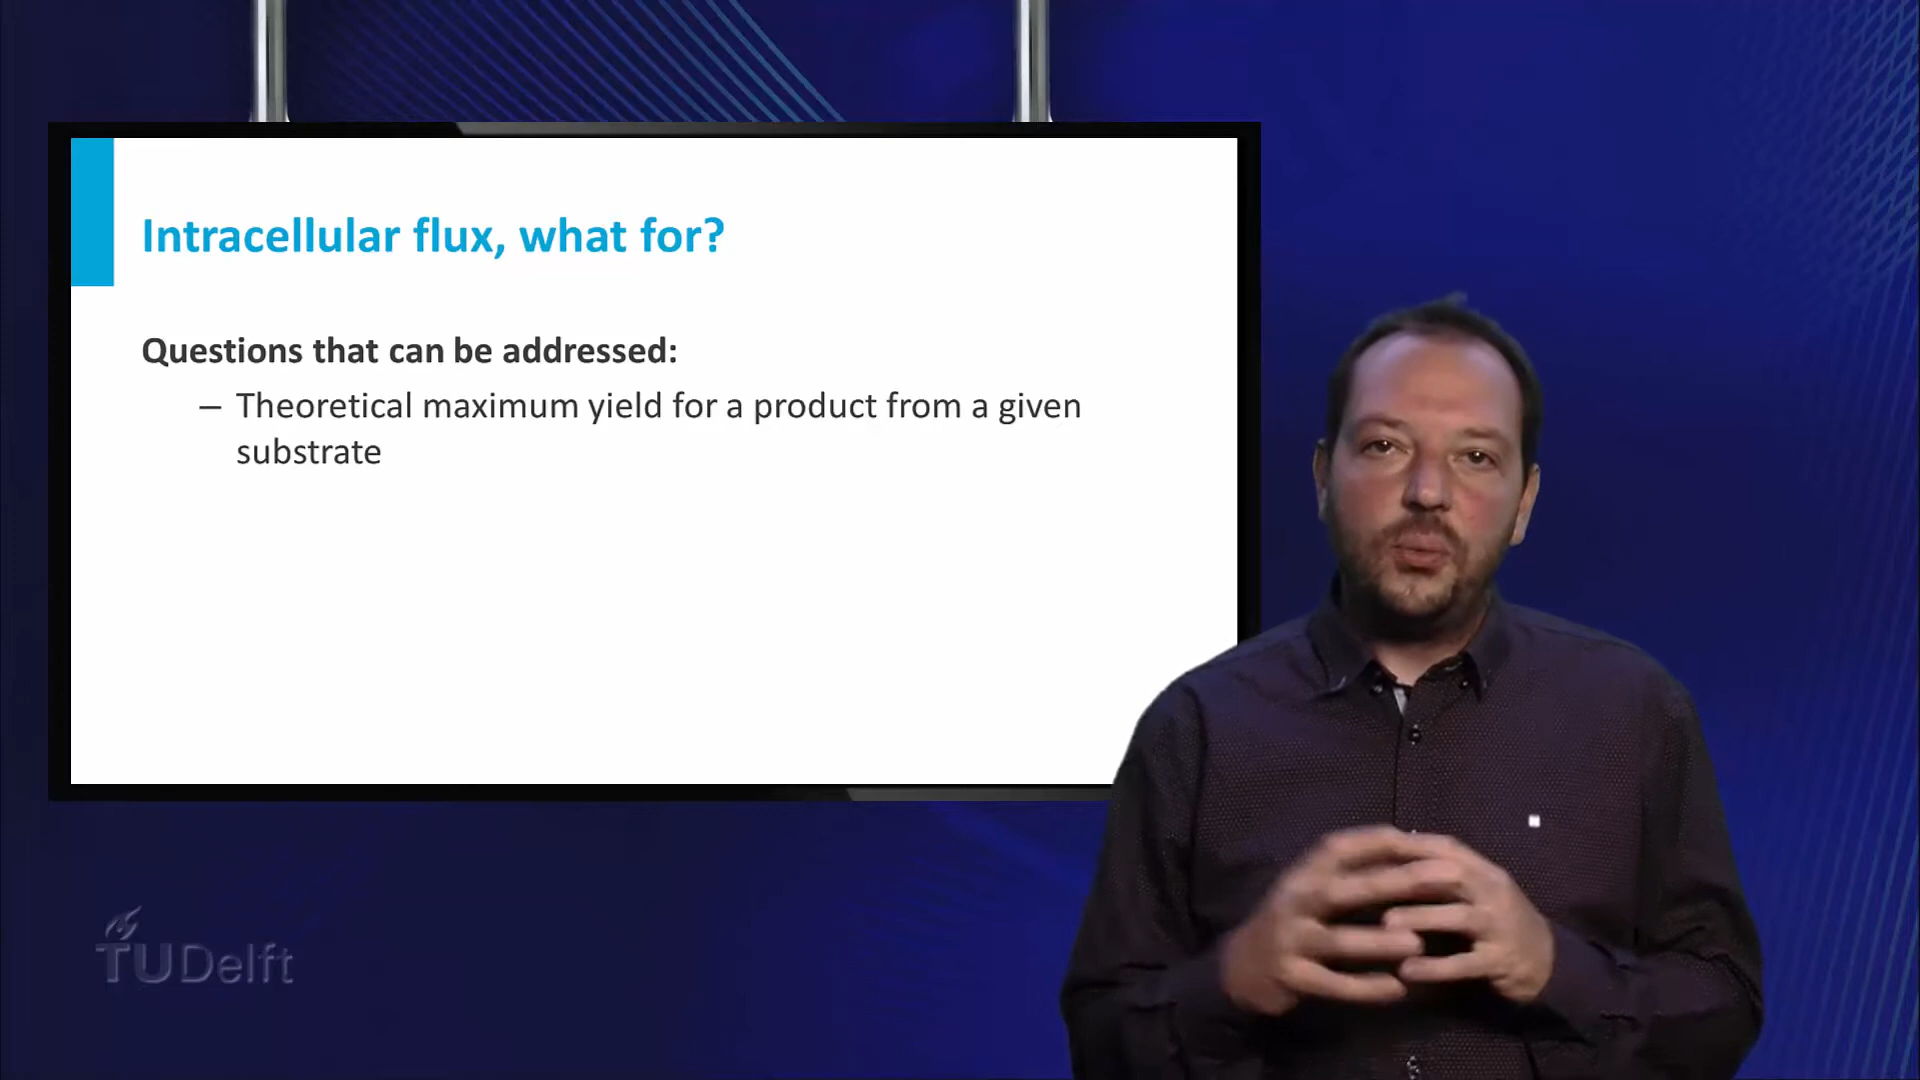 Intracellular flux, what for?
Questions that can be addressed:
– Theoretical maximum yield for a product from a given
substrate
TUDelft